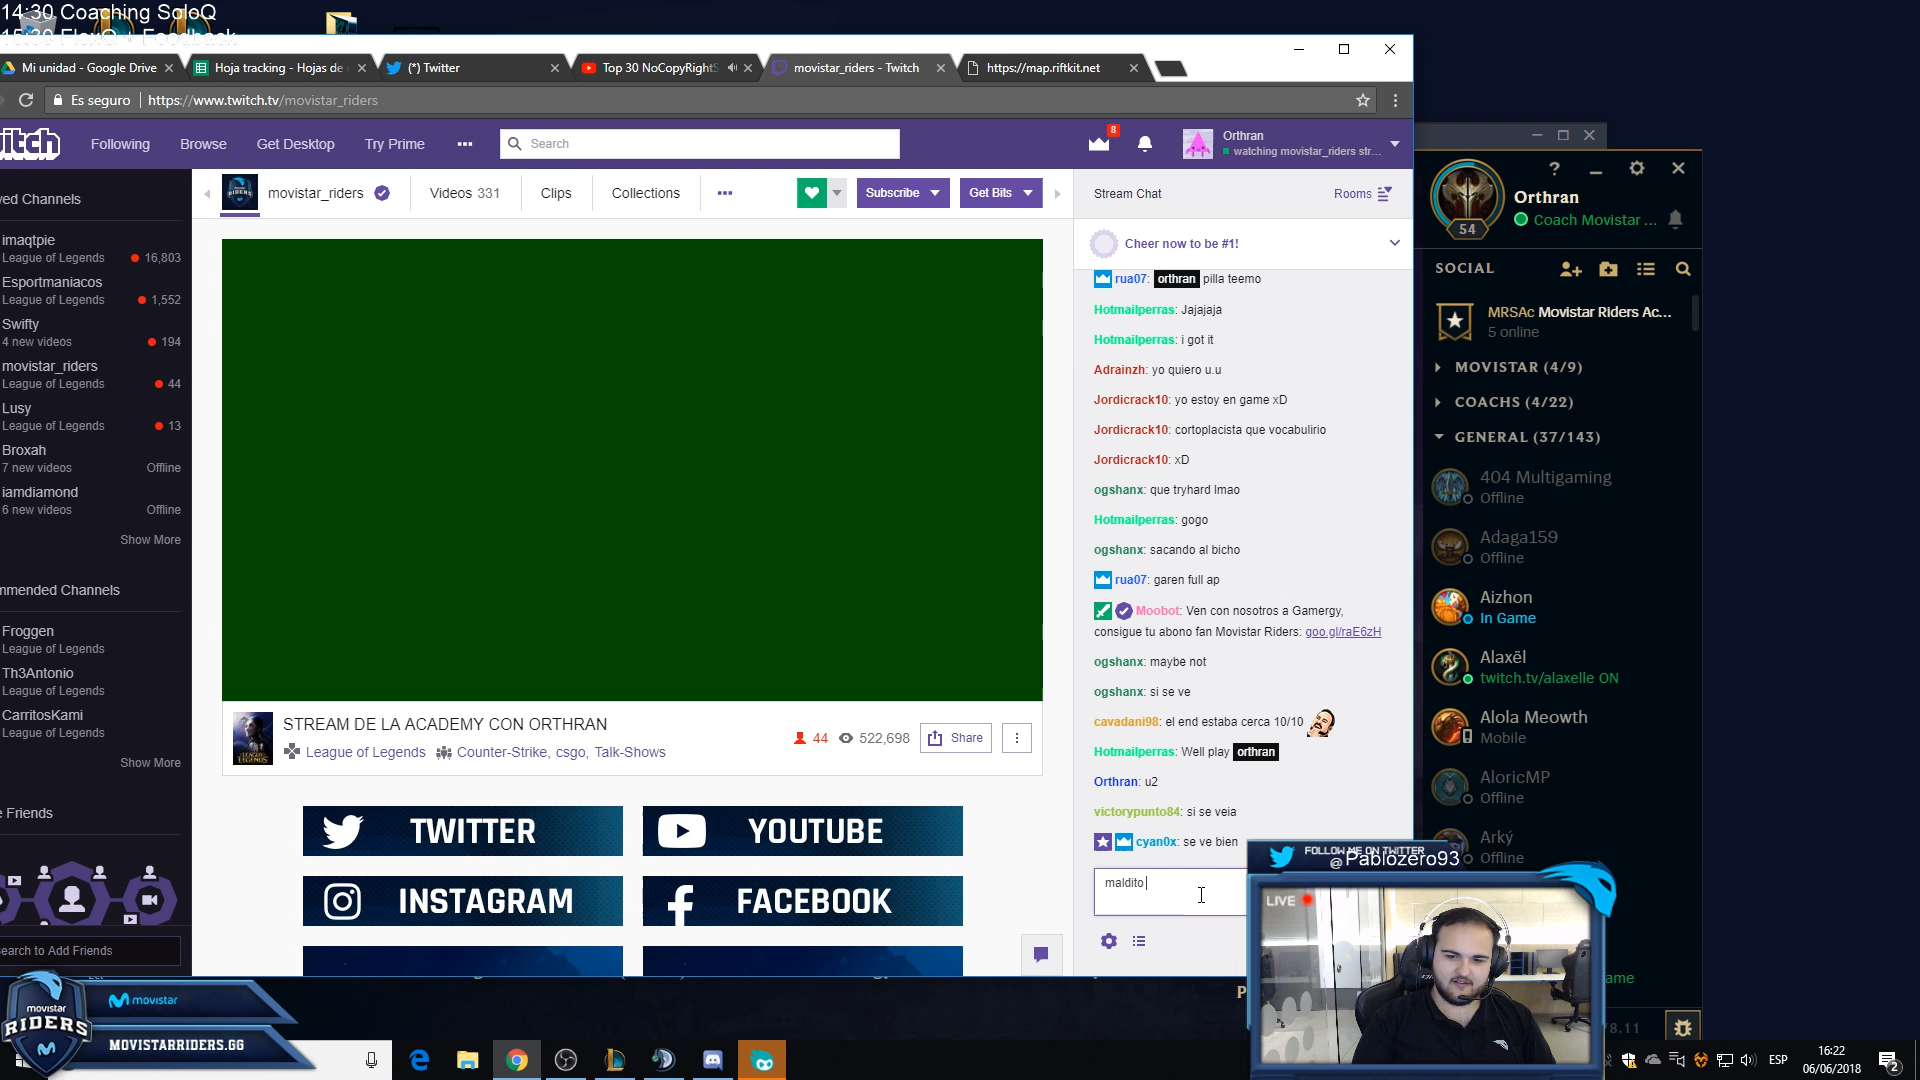 14:30 Coaching SoloQ
15:30 FlexQ + Feedback
Mi unidad - Google Drive
Hoja tracking - Hojas de
(*) Twitter
Top 30 NoCopyRightS
movistar_riders - Twitch
https://map.riftkit.net
Es seguro
https://www.twitch.tv/movistar_riders
itch
Following
Browse
Get Desktop
Try Prime
Search
8
Orthran
watching movistar_riders str...
ved Channels
imaqtpie
League of Legends
16,803
Esportmaniacos
League of Legends
1,552
Swifty
4 new videos
194
movistar_riders
League of Legends
44
Lusy
League of Legends
13
Broxah
7 new videos
Offline
iamdiamond
6 new videos
Offline
Show More
mmended Channels
Froggen
League of Legends
Th3Antonio
League of Legends
CarritosKami
League of Legends
Show More
e Friends
earch to Add Friends
RIDERS
movistar_riders
Videos 331
Clips
Collections
Subscribe
Get Bits
STREAM DE LA ACADEMY CON ORTHRAN
League of Legends
Counter-Strike, csgo, Talk-Shows
44
522,698
Share
TWITTER
YOUTUBE
INSTAGRAM
FACEBOOK
Stream Chat
Rooms
Cheer now to be #1!
rua07: orthran pilla teemo
Hotmailperras: Jajajaja
Hotmailperras: i got it
Adrainzh: yo quiero u.u
Jordicrack10: yo estoy en game xD
Jordicrack10: cortoplacista que vocabulirio
Jordicrack10: xD
ogshanx: que tryhard lmao
Hotmailperras: gogo
ogshanx: sacando al bicho
rua07: garen full ap
Moobot: Ven con nosotros a Gamergy,
consigue tu abono fan Movistar Riders: goo.gl/raE6zH
ogshanx: maybe not
ogshanx: si se ve
cavadani98: el end estaba cerca 10/10
Hotmailperras: Well play orthran
Orthran: u2
victorypunto84: si se veia
cyan0x: se ve bien
maldito
Orthran
54
Coach Movistar ...
SOCIAL
MRSAc Movistar Riders Ac...
5 online
MOVISTAR (4/9)
COACHS (4/22)
GENERAL (37/143)
404 Multigaming
Offline
Adaga159
Offline
Aizhon
In Game
Alaxël
twitch.tv/alaxelle ON
Alola Meowth
Mobile
AloricMP
Offline
Arký
Offline
FOLLOW ME ON TWITTER
@Pablozero93
LIVE
ame
P
8.11
movistar
RIDERS
movistar
MOVISTARRIDERS.GG
ESP
16:22
06/06/2018
2